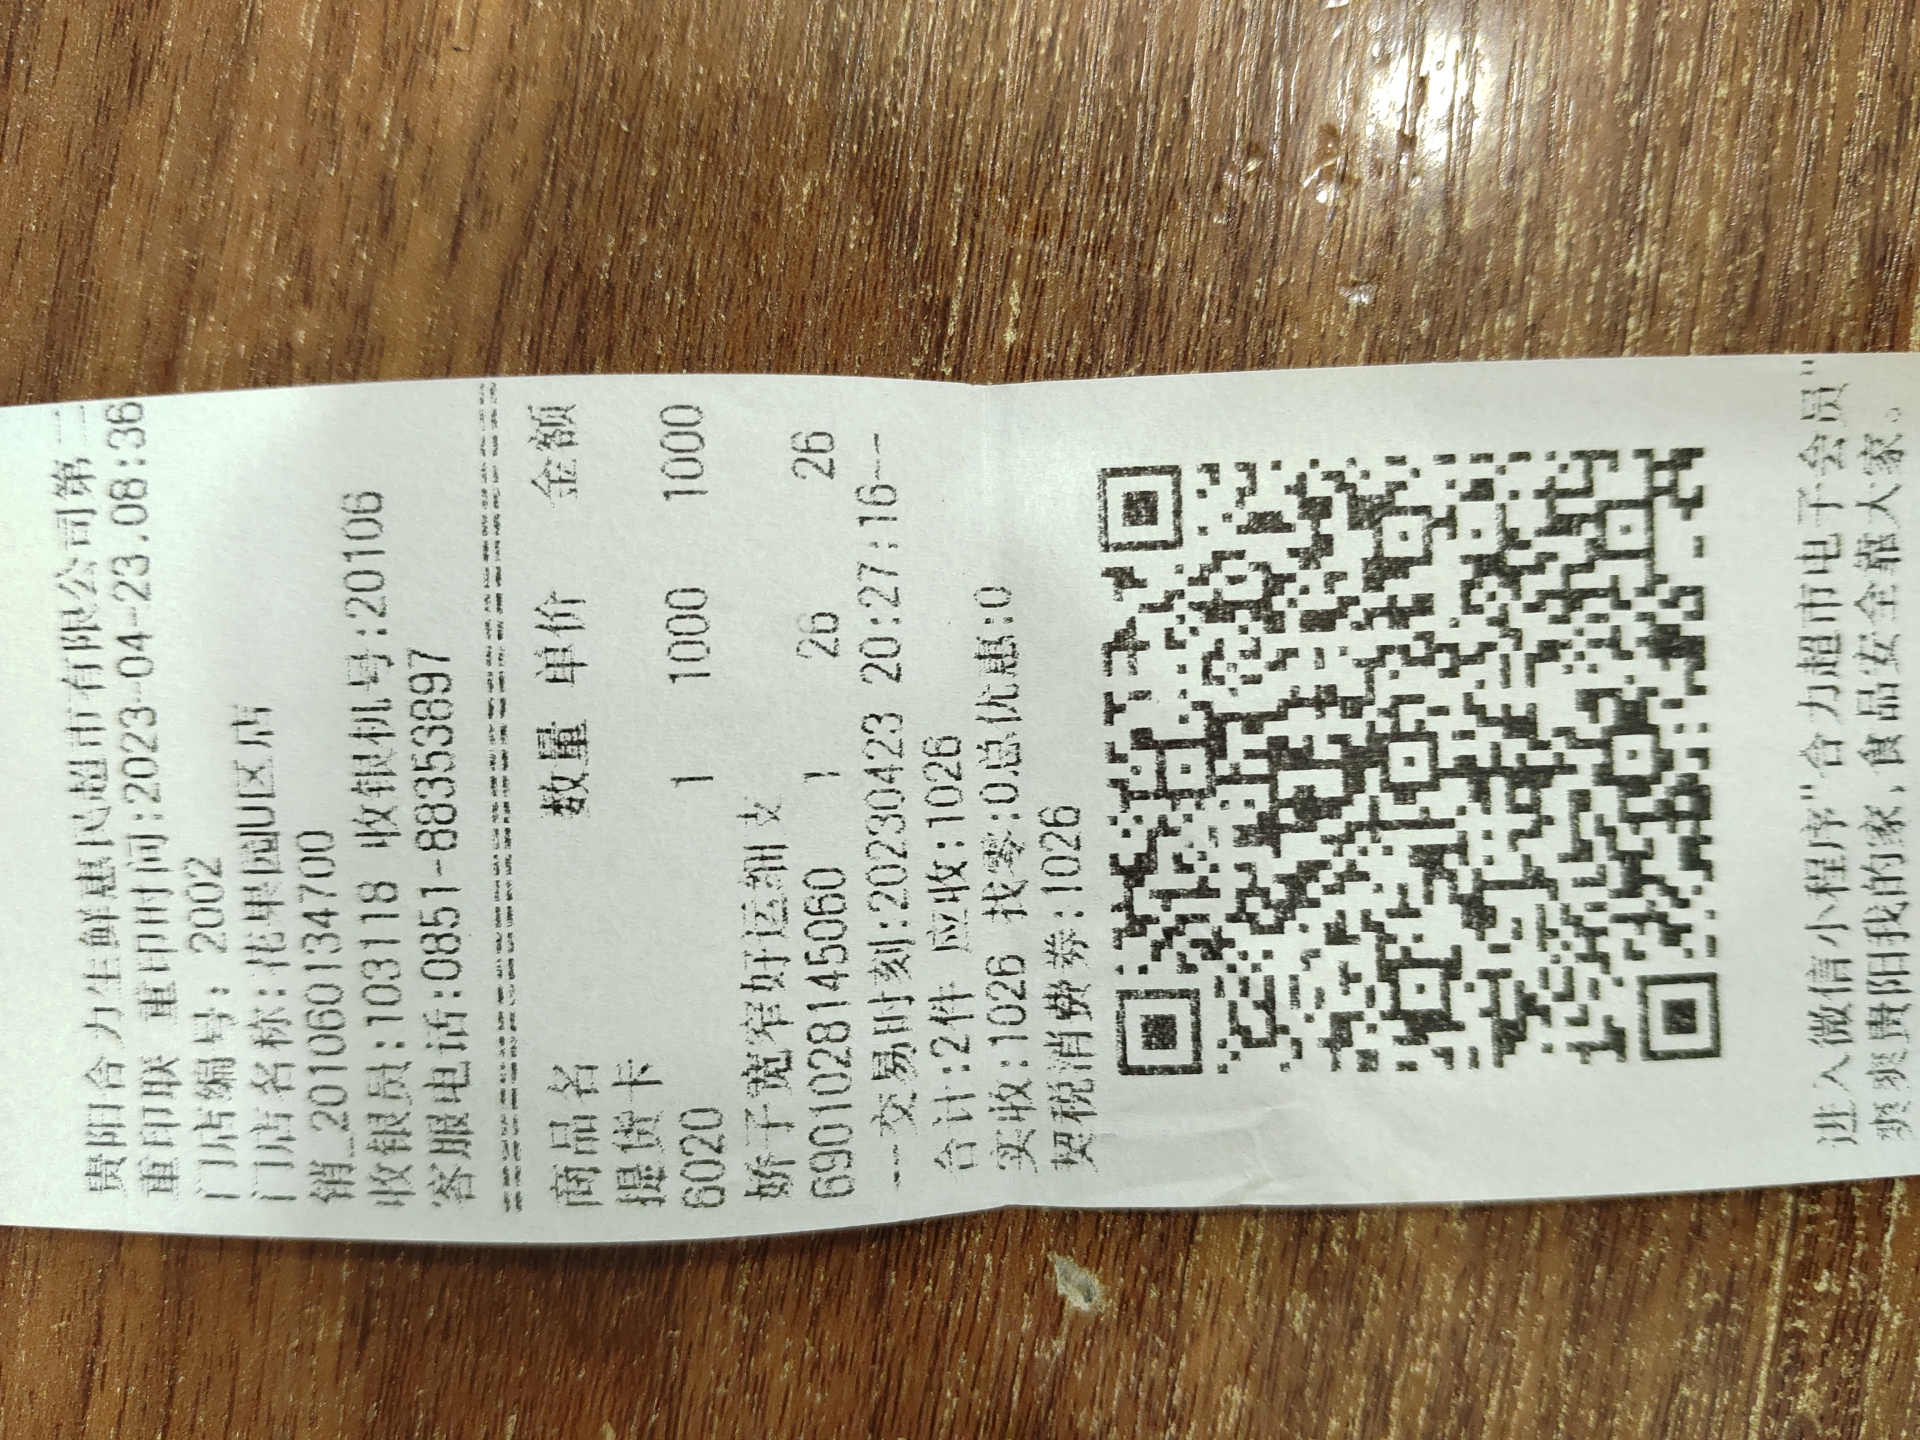 贵阳合力生鲜惠民超市有限公司第二
重印联 重印时间:2023-04-23.08:36
门店编号: 2002
门店名称:花果园U区店
销_201060134700
收银员:103118 收银机号:20106
客服电话:0851-88353897
商品名 数量 单价 金额
提货卡
6020 1 1000 1000
娇子宽窄好运细支
6901028145060 1 26 26
---交易时刻:20230423 20:27:16---
合计:2件 应收:1026
实收:1026 找零:0总优惠:0
契税消费券:1026
进入微信小程序"合力超市电子会员"
爽爽贵阳我的家,食品安全靠大家。